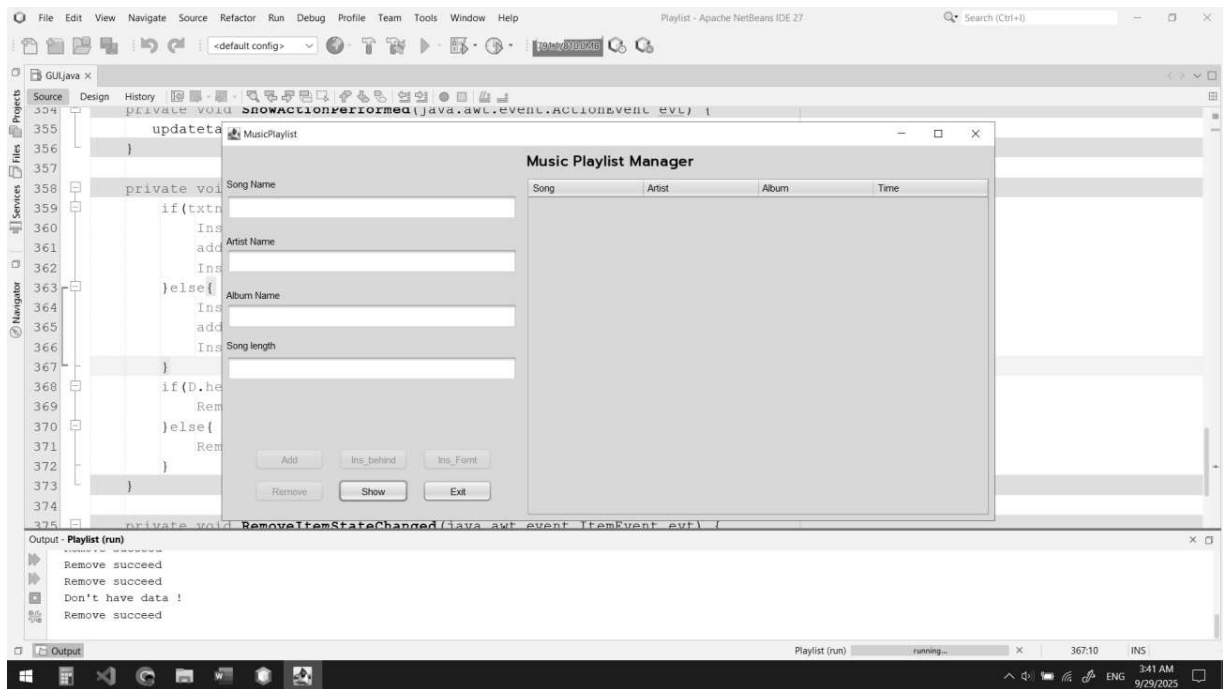 File Edit View Navigate Source Refactor Run Debug Profile Team Tools Window Help
Playlist - Apache NetBeans IDE 27
Search (Ctrl+I)
<default config>
GUI.java ×
Source Design History
Projects
Files
Services
Navigator
354 private void ShowActionPerformed(java.awt.event.ActionEvent evt) {
355 updateta
356 }
357
358 private voi
359 if(txtn
360 Ins
361 add
362 Ins
363 }else{
364 Ins
365 add
366 Ins
367 }
368 if(D.he
369 Rem
370 }else{
371 Rem
372 }
373 }
374
375 private void RemoveItemStateChanged(java.awt.event.ItemEvent evt) {
MusicPlaylist
Music Playlist Manager
Song Name
Artist Name
Album Name
Song length
Song Artist Album Time
Add Ins_behind Ins_Fornt
Remove Show Exit
Output - Playlist (run)
Remove succeed
Remove succeed
Remove succeed
Don't have data !
Remove succeed
Output
Playlist (run) running... 367:10 INS
ENG
3:41 AM
9/29/2025